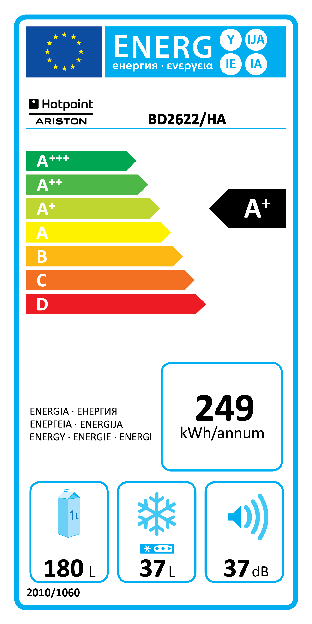 ENERG Y IJA IE IA
енергия · ενεργεια
Hotpoint
ARISTON
BD2622/HA
A+++
A++
A+
A
B
C
D
A+
ENERGIA · ЕНЕРГИЯ
ΕΝΕΡΓΕΙΑ · ENERGIJA
ENERGY · ENERGIE · ENERGI
249
kWh/annum
1L
180 L
37 L
37 dB
2010/1060